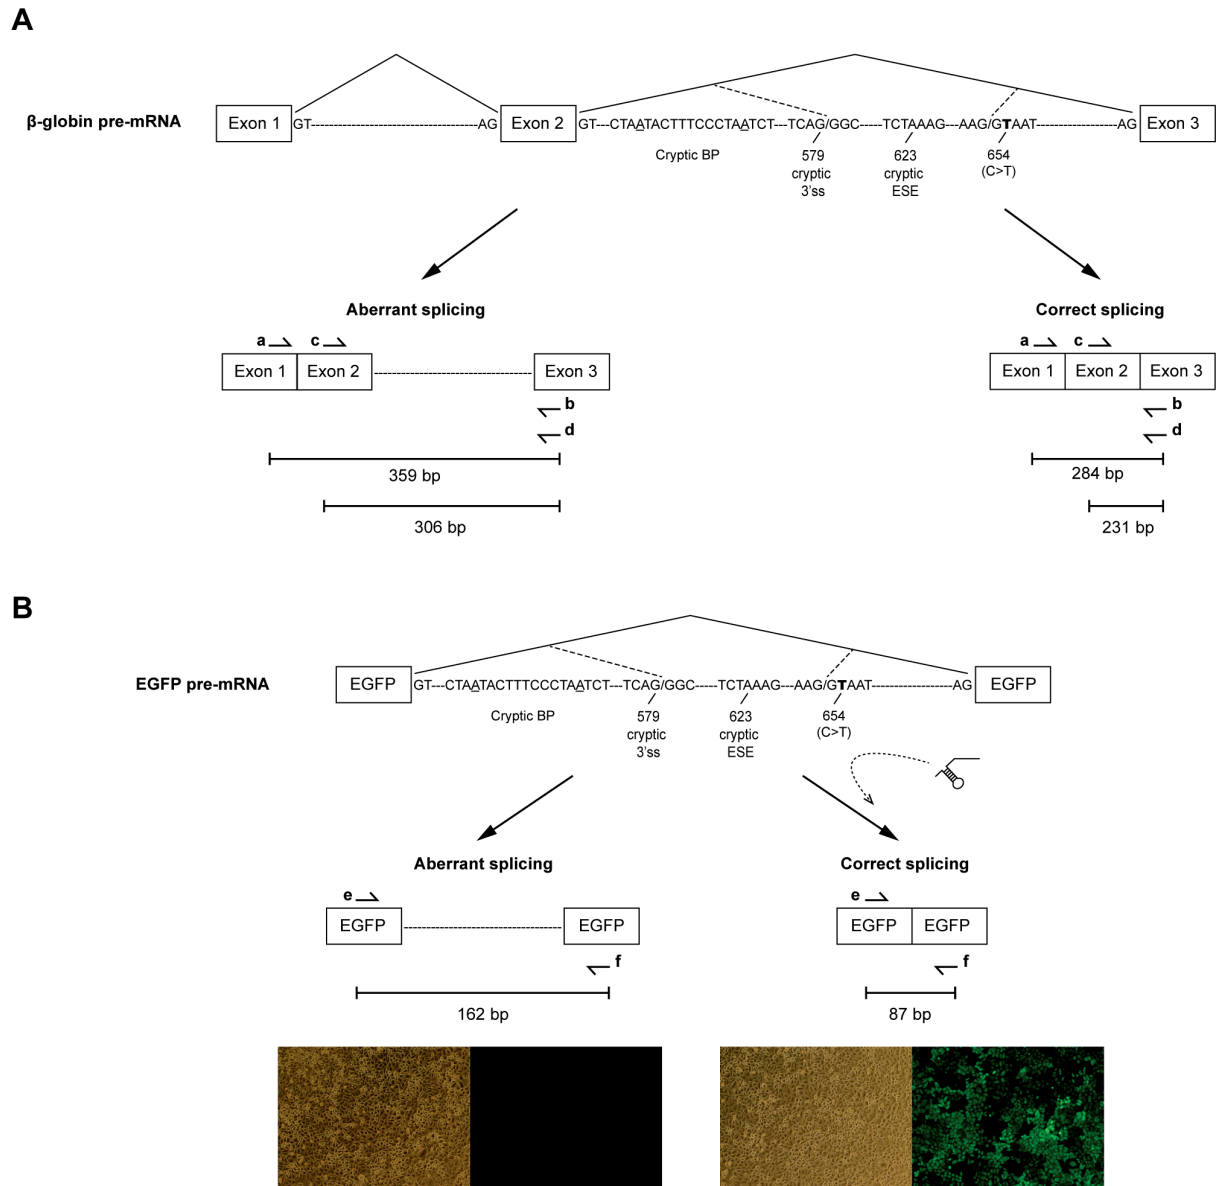 A
β-globin pre-mRNA
Exon 1
GT-----------------------------------AG
Exon 2
GT---CTAATACTTTCCCTAATCT---TCAG/GGC-----TCTAAAG---AAG/GTAAT-----------------AG
Exon 3
Cryptic BP
579
cryptic
3'ss
623
cryptic
ESE
654
(C>T)
Aberrant splicing
a
c
Exon 1
Exon 2
Exon 3
b
d
359 bp
306 bp
Correct splicing
a
c
Exon 1
Exon 2
Exon 3
b
d
284 bp
231 bp
B
EGFP pre-mRNA
EGFP
GT---CTAATACTTTCCCTAATCT---TCAG/GGC-----TCTAAAG---AAG/GTAAT-----------------AG
EGFP
Cryptic BP
579
cryptic
3'ss
623
cryptic
ESE
654
(C>T)
Aberrant splicing
e
EGFP
EGFP
f
162 bp
Correct splicing
e
EGFP
EGFP
f
87 bp